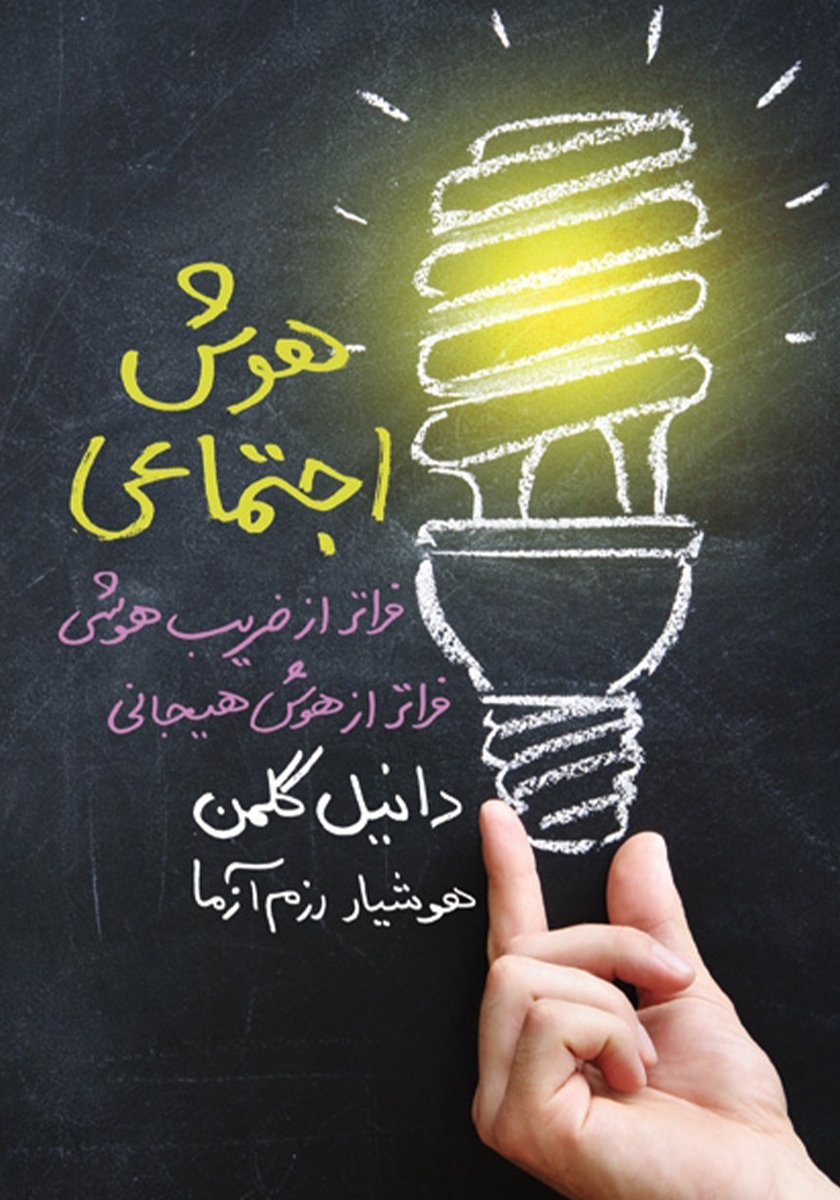 هوش
اجتماعی
فراتر از ضریب هوشی
فراتر از هوش هیجانی
دانیل گلمن
هوشیار رزم آزما